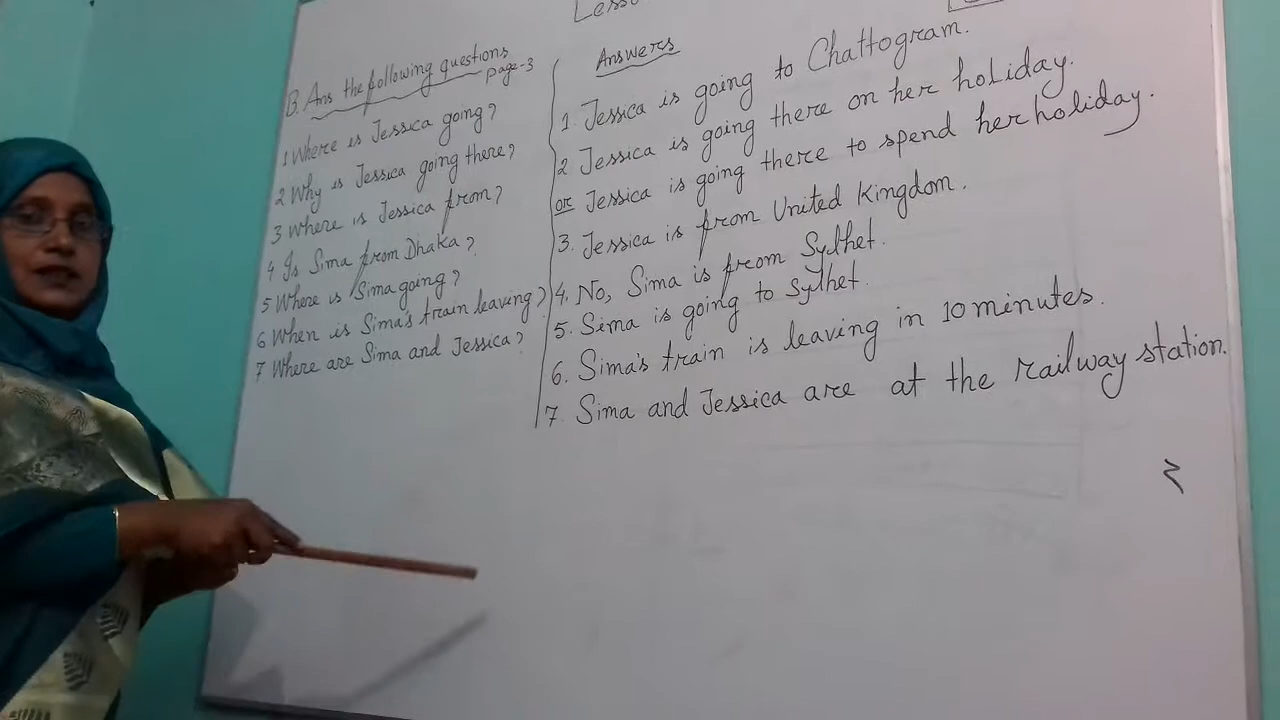 B. Ans the following questions
page-3
1 Where is Jessica going?
2 Why is Jessica going there?
3 Where is Jessica from?
4 Is Sima from Dhaka?
5 Where is Sima going?
6 When is Sima's train leaving?
7 Where are Sima and Jessica?
Answers
1. Jessica is going to Chattogram.
2 Jessica is going there on her holiday.
or Jessica is going there to spend her holiday.
3. Jessica is from United Kingdom.
4. No, Sima is from Sylhet.
5. Sima is going to Sylhet.
6. Sima's train is leaving in 10 minutes.
7. Sima and Jessica are at the railway station.